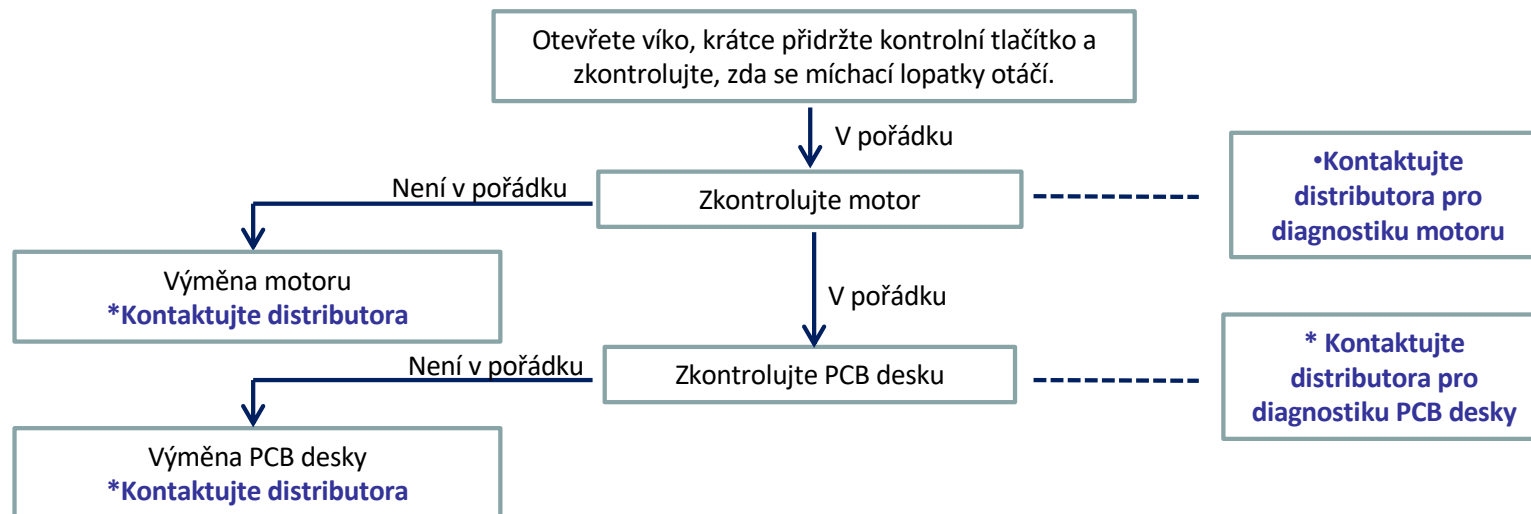 Otevřete víko, krátce přidržte kontrolní tlačítko a
zkontrolujte, zda se míchací lopatky otáčí.
V pořádku
Není v pořádku
Zkontrolujte motor
•Kontaktujte
distributora pro
diagnostiku motoru
Výměna motoru
*Kontaktujte distributora
V pořádku
Není v pořádku
Zkontrolujte PCB desku
* Kontaktujte
distributora pro
diagnostiku PCB desky
Výměna PCB desky
*Kontaktujte distributora